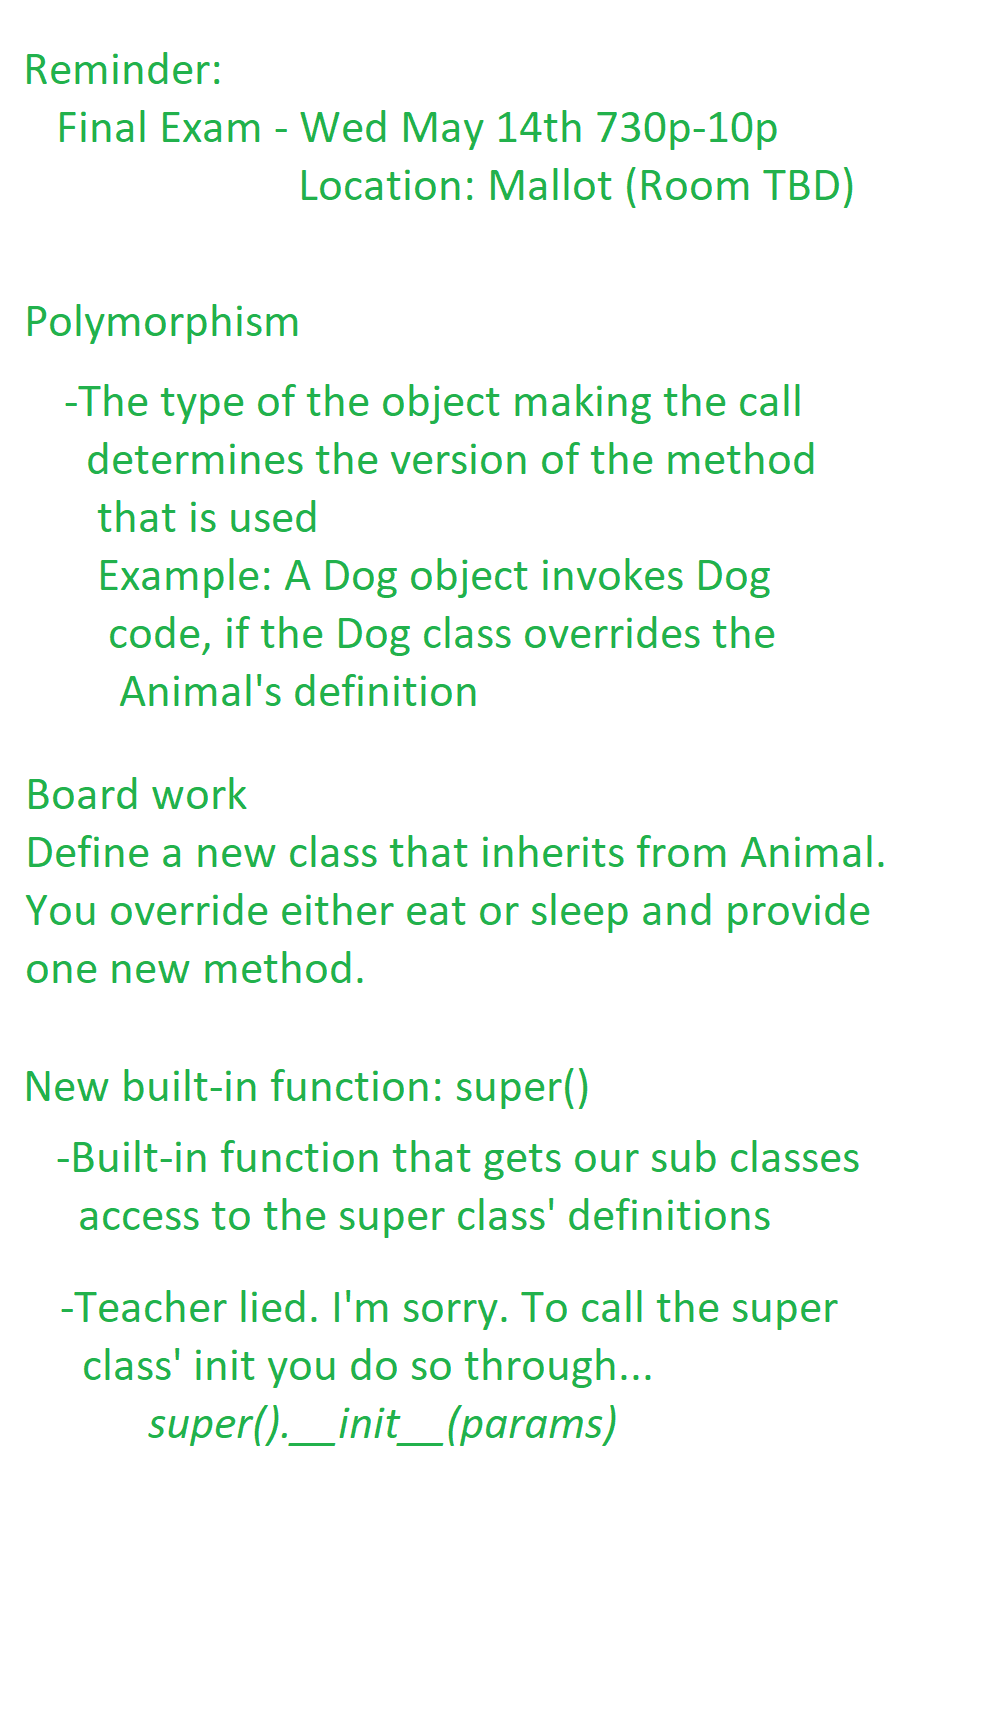 Reminder:
Final Exam - Wed May 14th 730p-10p
Location: Mallot (Room TBD)
Polymorphism
-The type of the object making the call
determines the version of the method
that is used
Example: A Dog object invokes Dog
code, if the Dog class overrides the
Animal's definition
Board work
Define a new class that inherits from Animal.
You override either eat or sleep and provide
one new method.
New built-in function: super()
-Built-in function that gets our sub classes
access to the super class' definitions
-Teacher lied. I'm sorry. To call the super
class' init you do so through...
super().__init__(params)